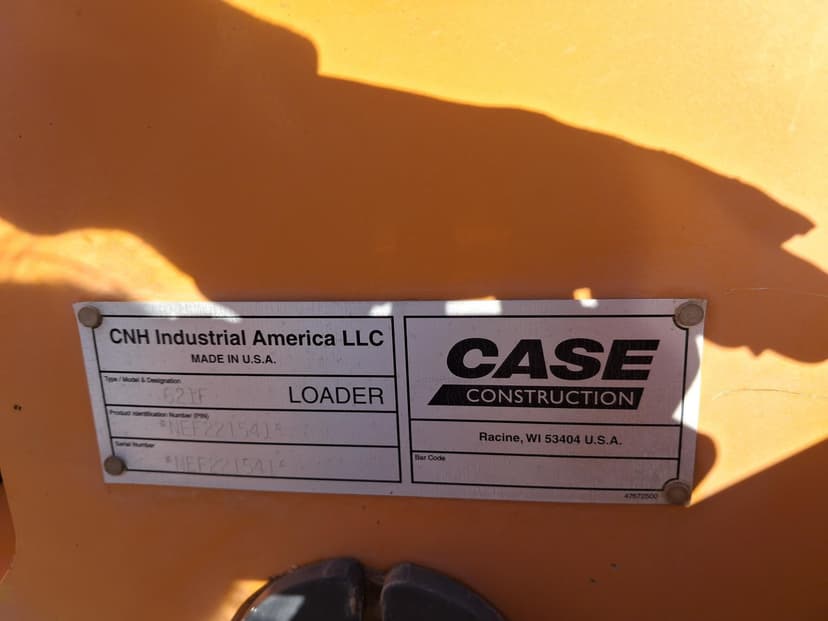 CNH Industrial America LLC
MADE IN U.S.A.
Type / Model & Designation
621F LOADER
Product Identification Number (PIN)
*NEF221541*
Serial Number
*NEF221541*
CASE
CONSTRUCTION
Racine, WI 53404 U.S.A.
Bar Code
47672500